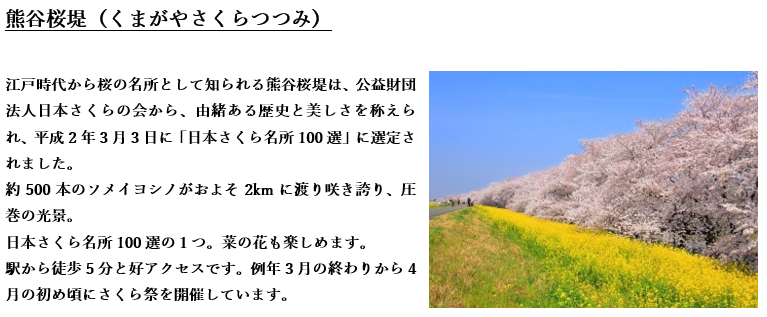 熊谷桜堤（くまがやさくらつつみ）
江戸時代から桜の名所として知られる熊谷桜堤は、公益財団
法人日本さくらの会から、由緒ある歴史と美しさを称えら
れ、平成２年３月３日に「日本さくら名所 100 選」に選定さ
れました。
約 500 本のソメイヨシノがおよそ 2km に渡り咲き誇り、圧
巻の光景。
日本さくら名所 100 選の１つ。菜の花も楽しめます。
駅から徒歩５分と好アクセスです。例年３月の終わりから４
月の初め頃にさくら祭を開催しています。